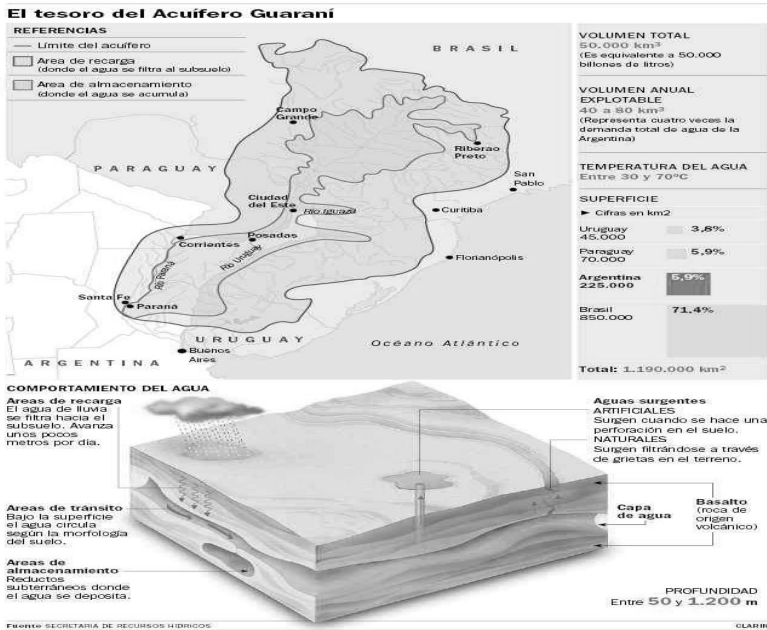 El tesoro del Acuífero Guaraní
REFERENCIAS
Límite del acuífero
Area de recarga
(donde el agua se filtra al subsuelo)
Area de almacenamiento
(donde el agua se acumula)
BRASIL
PARAGUAY
Campo
Grande
Riberao
Preto
San
Pablo
Ciudad
del Este
Río Iguazú
Curitiba
Corrientes
Posadas
Río Uruguay
Río Paraná
Florianópolis
Santa Fe
Paraná
URUGUAY
Buenos
Aires
ARGENTINA
Océano Atlántico
VOLUMEN TOTAL
50.000 km³
(Es equivalente a 50.000
billones de litros)
VOLUMEN ANUAL
EXPLOTABLE
40 a 80 km³
(Representa cuatro veces la
demanda total de agua de la
Argentina)
TEMPERATURA DEL AGUA
Entre 30 y 70ºC
SUPERFICIE
► Cifras en km2
Uruguay
45.000
3,8%
Paraguay
70.000
5,9%
Argentina
225.000
5,9%
Brasil
850.000
71,4%
Total: 1.190.000 km²
COMPORTAMIENTO DEL AGUA
Areas de recarga
El agua de lluvia
se filtra hacia el
subsuelo. Avanza
unos pocos
metros por día.
Areas de tránsito
Bajo la superficie
el agua circula
según la morfología
del suelo.
Areas de
almacenamiento
Reductos
subterráneos donde
el agua se deposita.
Aguas surgentes
ARTIFICIALES
Surgen cuando se hace una
perforación en el suelo.
NATURALES
Surgen filtrándose a través
de grietas en el terreno.
Capa
de agua
Basalto
(roca de
origen
volcánico)
PROFUNDIDAD
Entre 50 y 1.200 m
Fuente SECRETARIA DE RECURSOS HIDRICOS
CLARIN